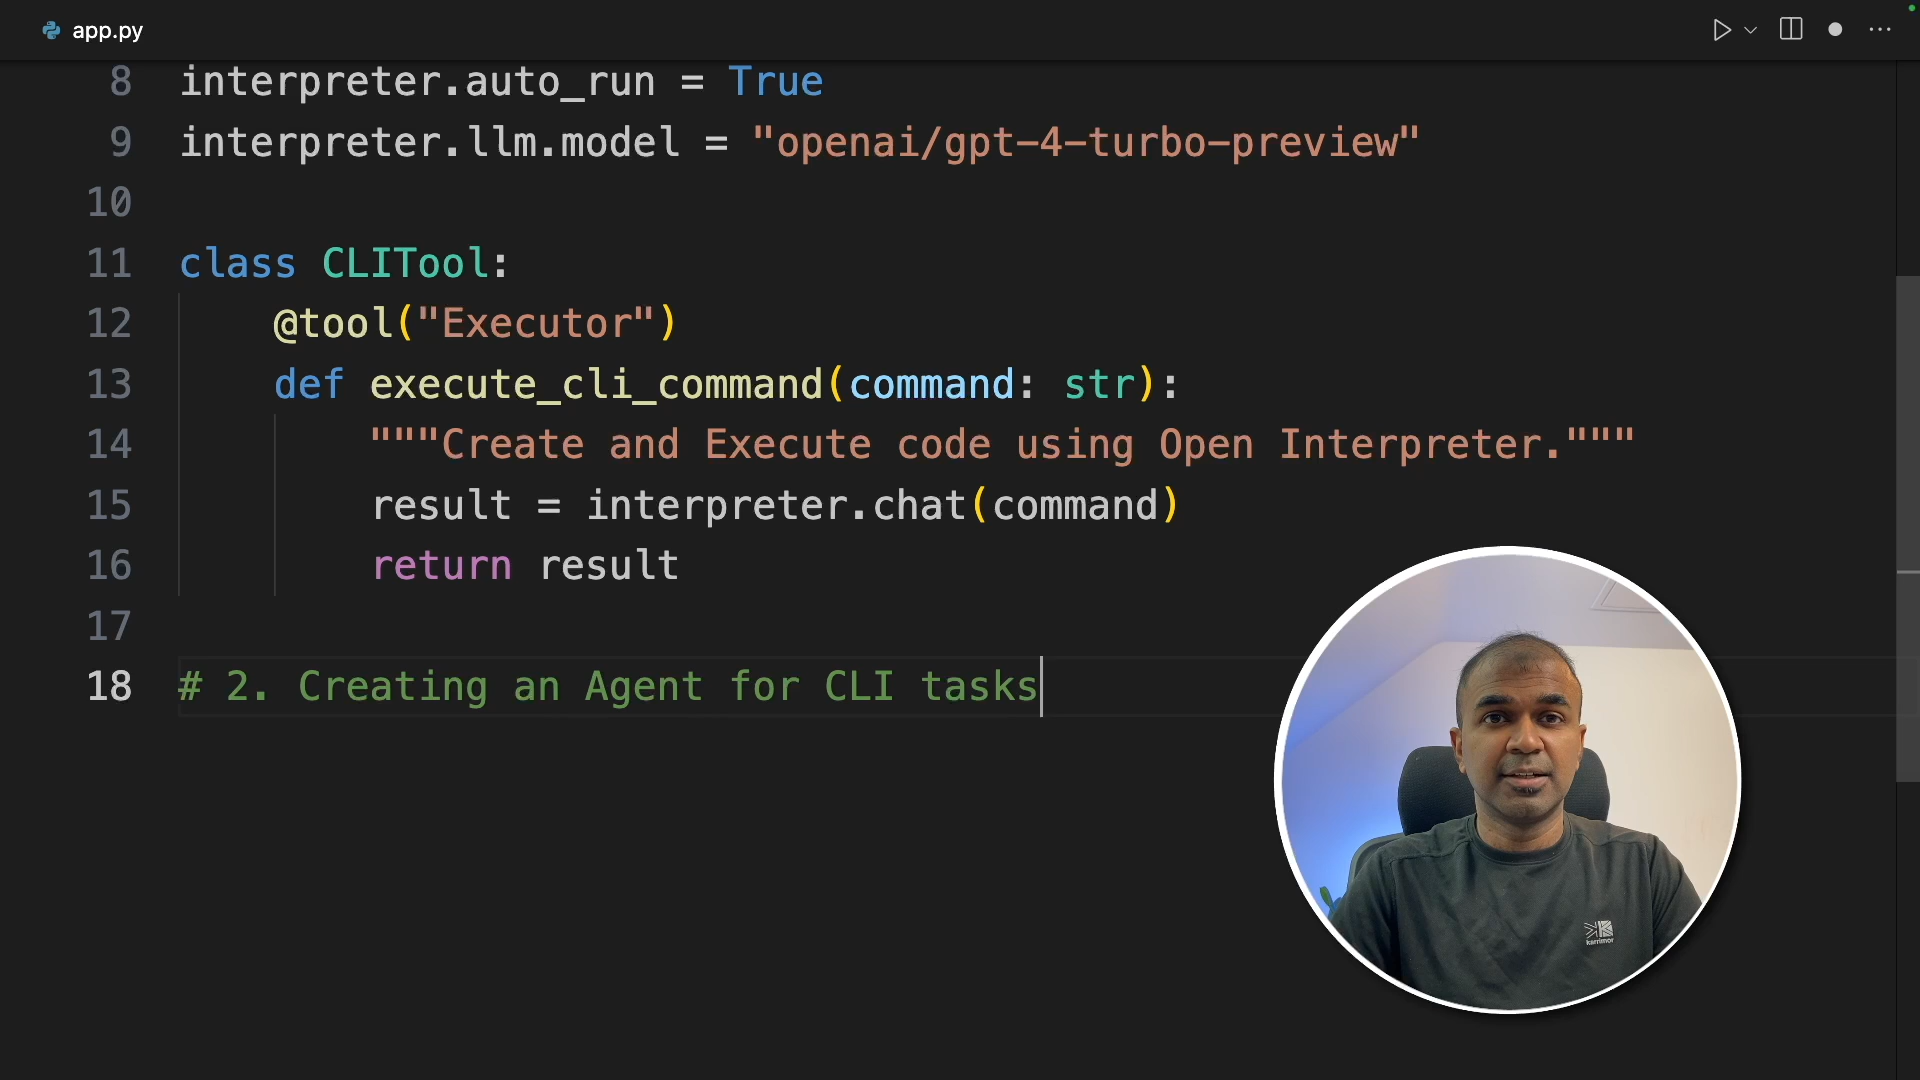 app.py
8 interpreter.auto_run = True
9 interpreter.llm.model = "openai/gpt-4-turbo-preview"
10
11 class CLITool:
12 @tool("Executor")
13 def execute_cli_command(command: str):
14 """Create and Execute code using Open Interpreter."""
15 result = interpreter.chat(command)
16 return result
17
18 # 2. Creating an Agent for CLI tasks
karrimor